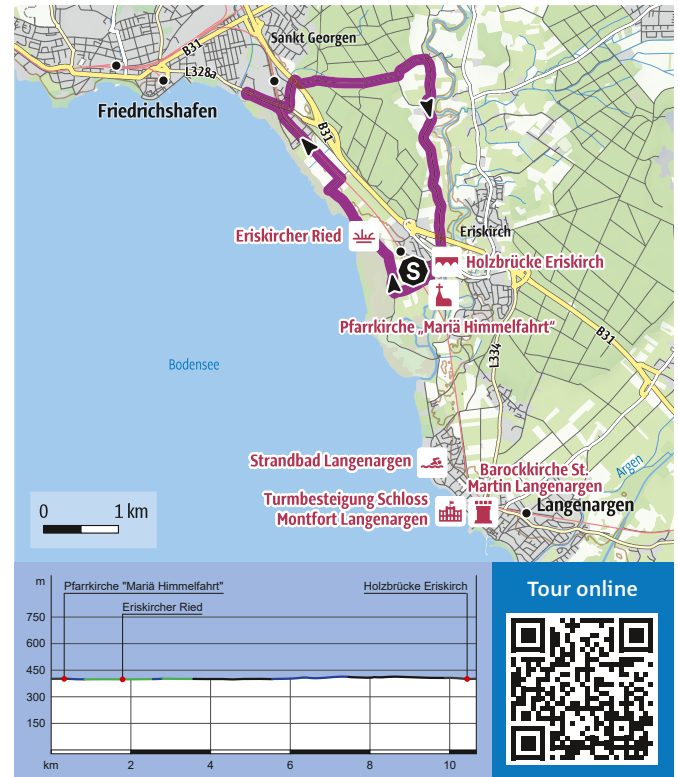 Sankt Georgen
B31
L328a
Friedrichshafen
B31
Eriskircher Ried
Eriskirch
S
Holzbrücke Eriskirch
Pfarrkirche „Mariä Himmelfahrt“
B31
L334
Bodensee
Strandbad Langenargen
Barockkirche St.
Martin Langenargen
Argen
Turmbesteigung Schloss
Montfort Langenargen
Langenargen
0 1 km
m
Pfarrkirche "Mariä Himmelfahrt"
Holzbrücke Eriskirch
Eriskircher Ried
750
600
450
300
150
km 2 4 6 8 10
Tour online